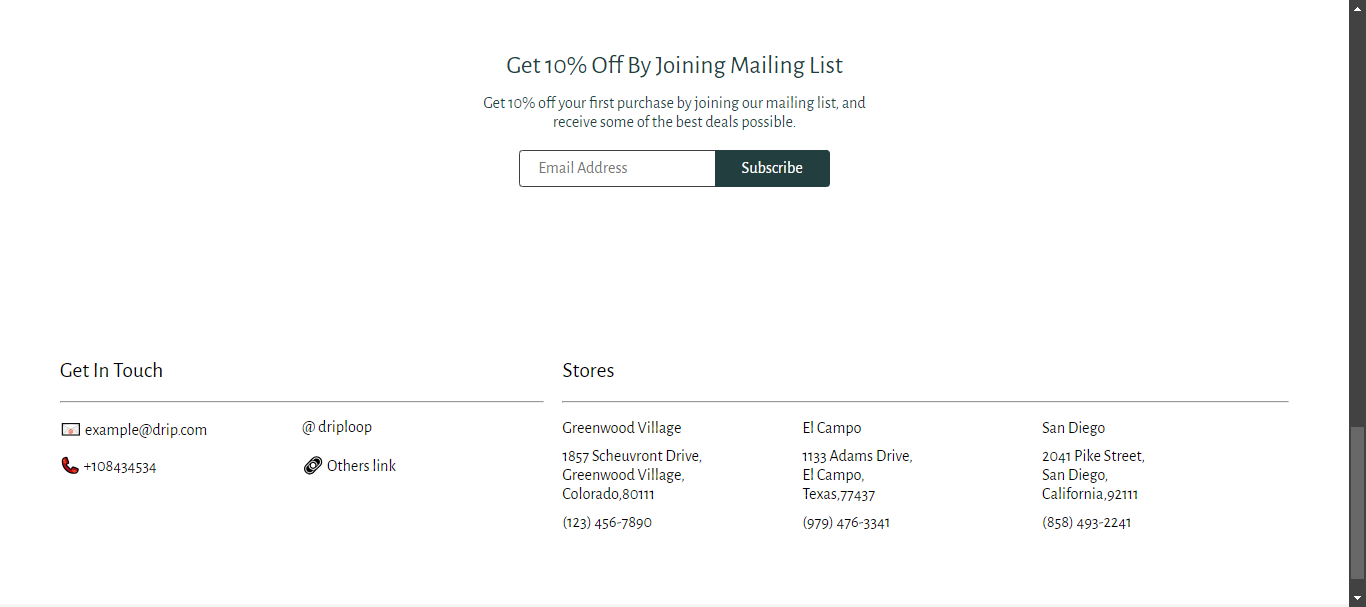 Get 10% Off By Joining Mailing List
Get 10% off your first purchase by joining our mailing list, and
receive some of the best deals possible.
Email Address
Subscribe
Get In Touch
example@drip.com
@ driploop
+108434534
Others link
Stores
Greenwood Village
1857 Scheuvront Drive,
Greenwood Village,
Colorado,80111
(123) 456-7890
El Campo
1133 Adams Drive,
El Campo,
Texas,77437
(979) 476-3341
San Diego
2041 Pike Street,
San Diego,
California,92111
(858) 493-2241